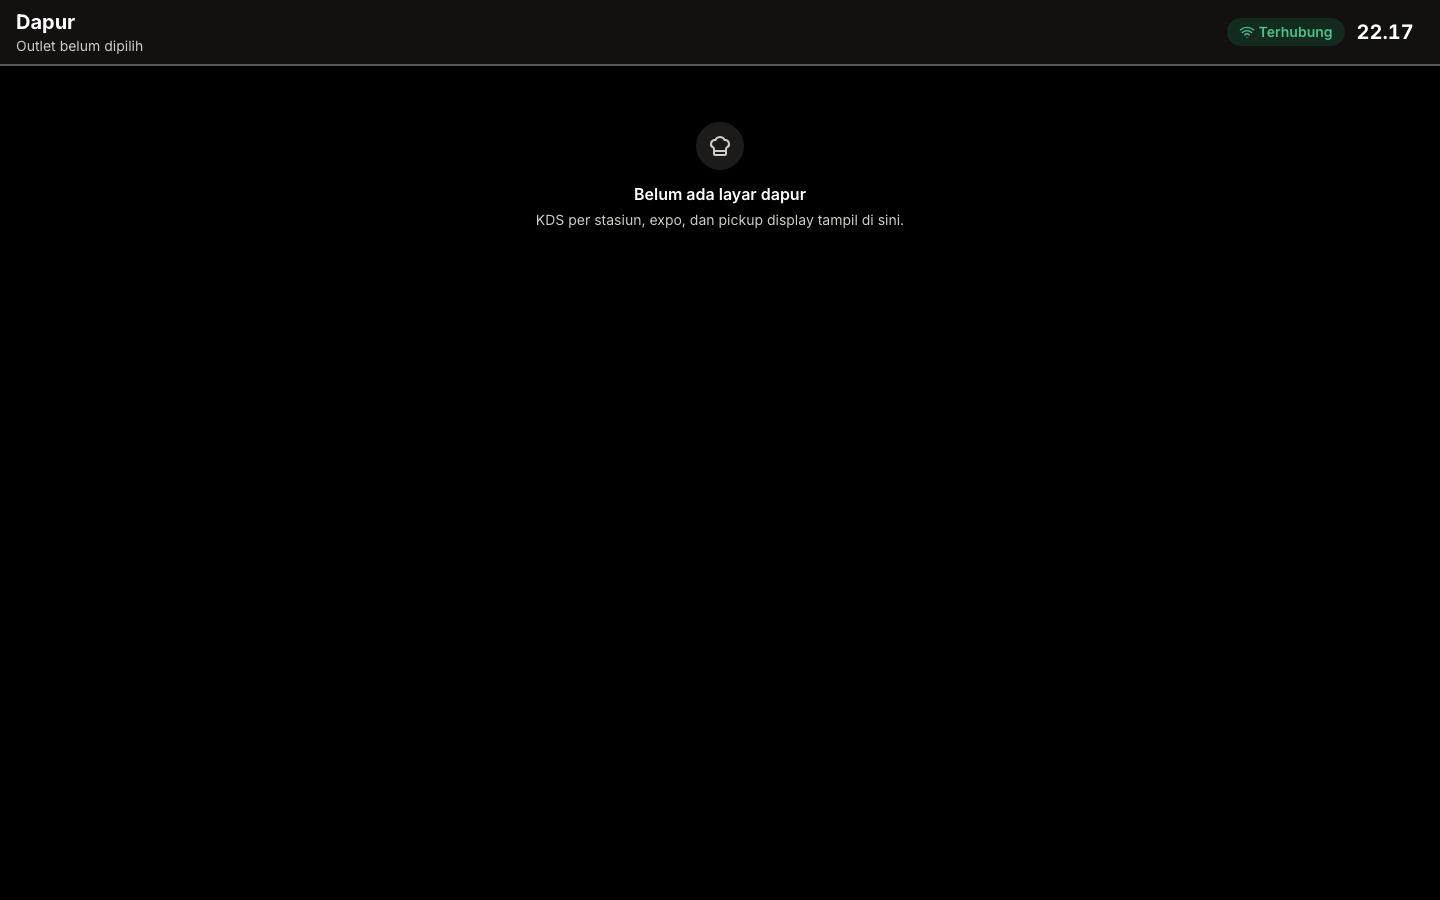 Dapur
Outlet belum dipilih
Terhubung
22.17
Belum ada layar dapur
KDS per stasiun, expo, dan pickup display tampil di sini.